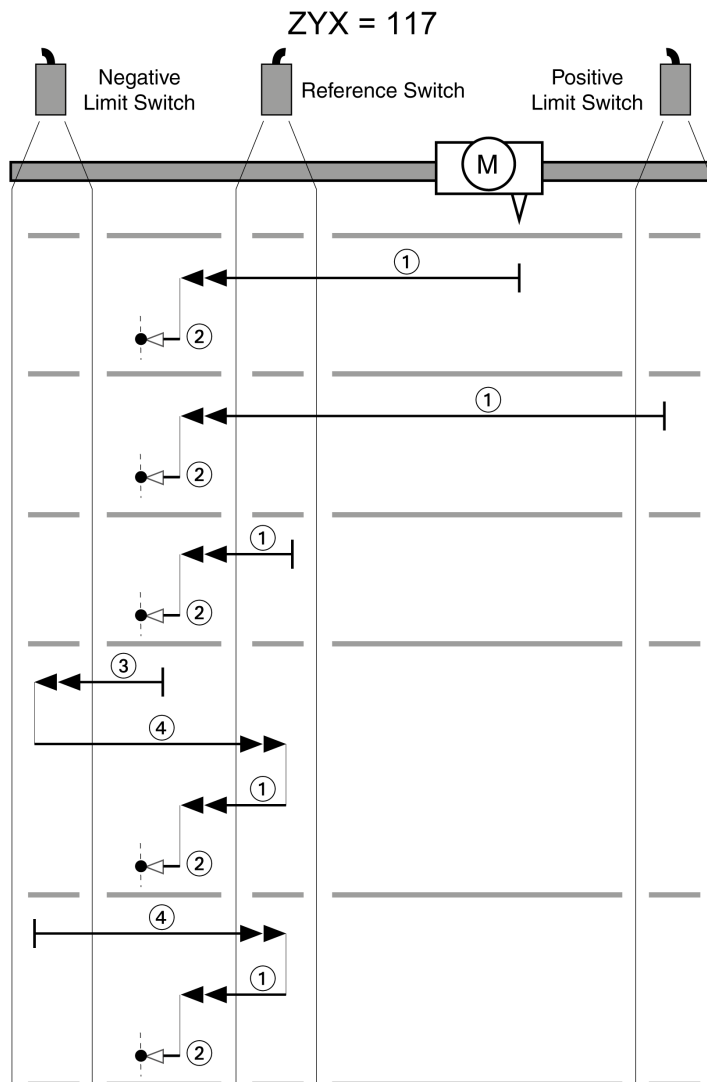 ZYX = 117
Negative
Limit Switch
Reference Switch
Positive
Limit Switch
M
1
2
1
2
1
2
3
4
1
2
4
1
2